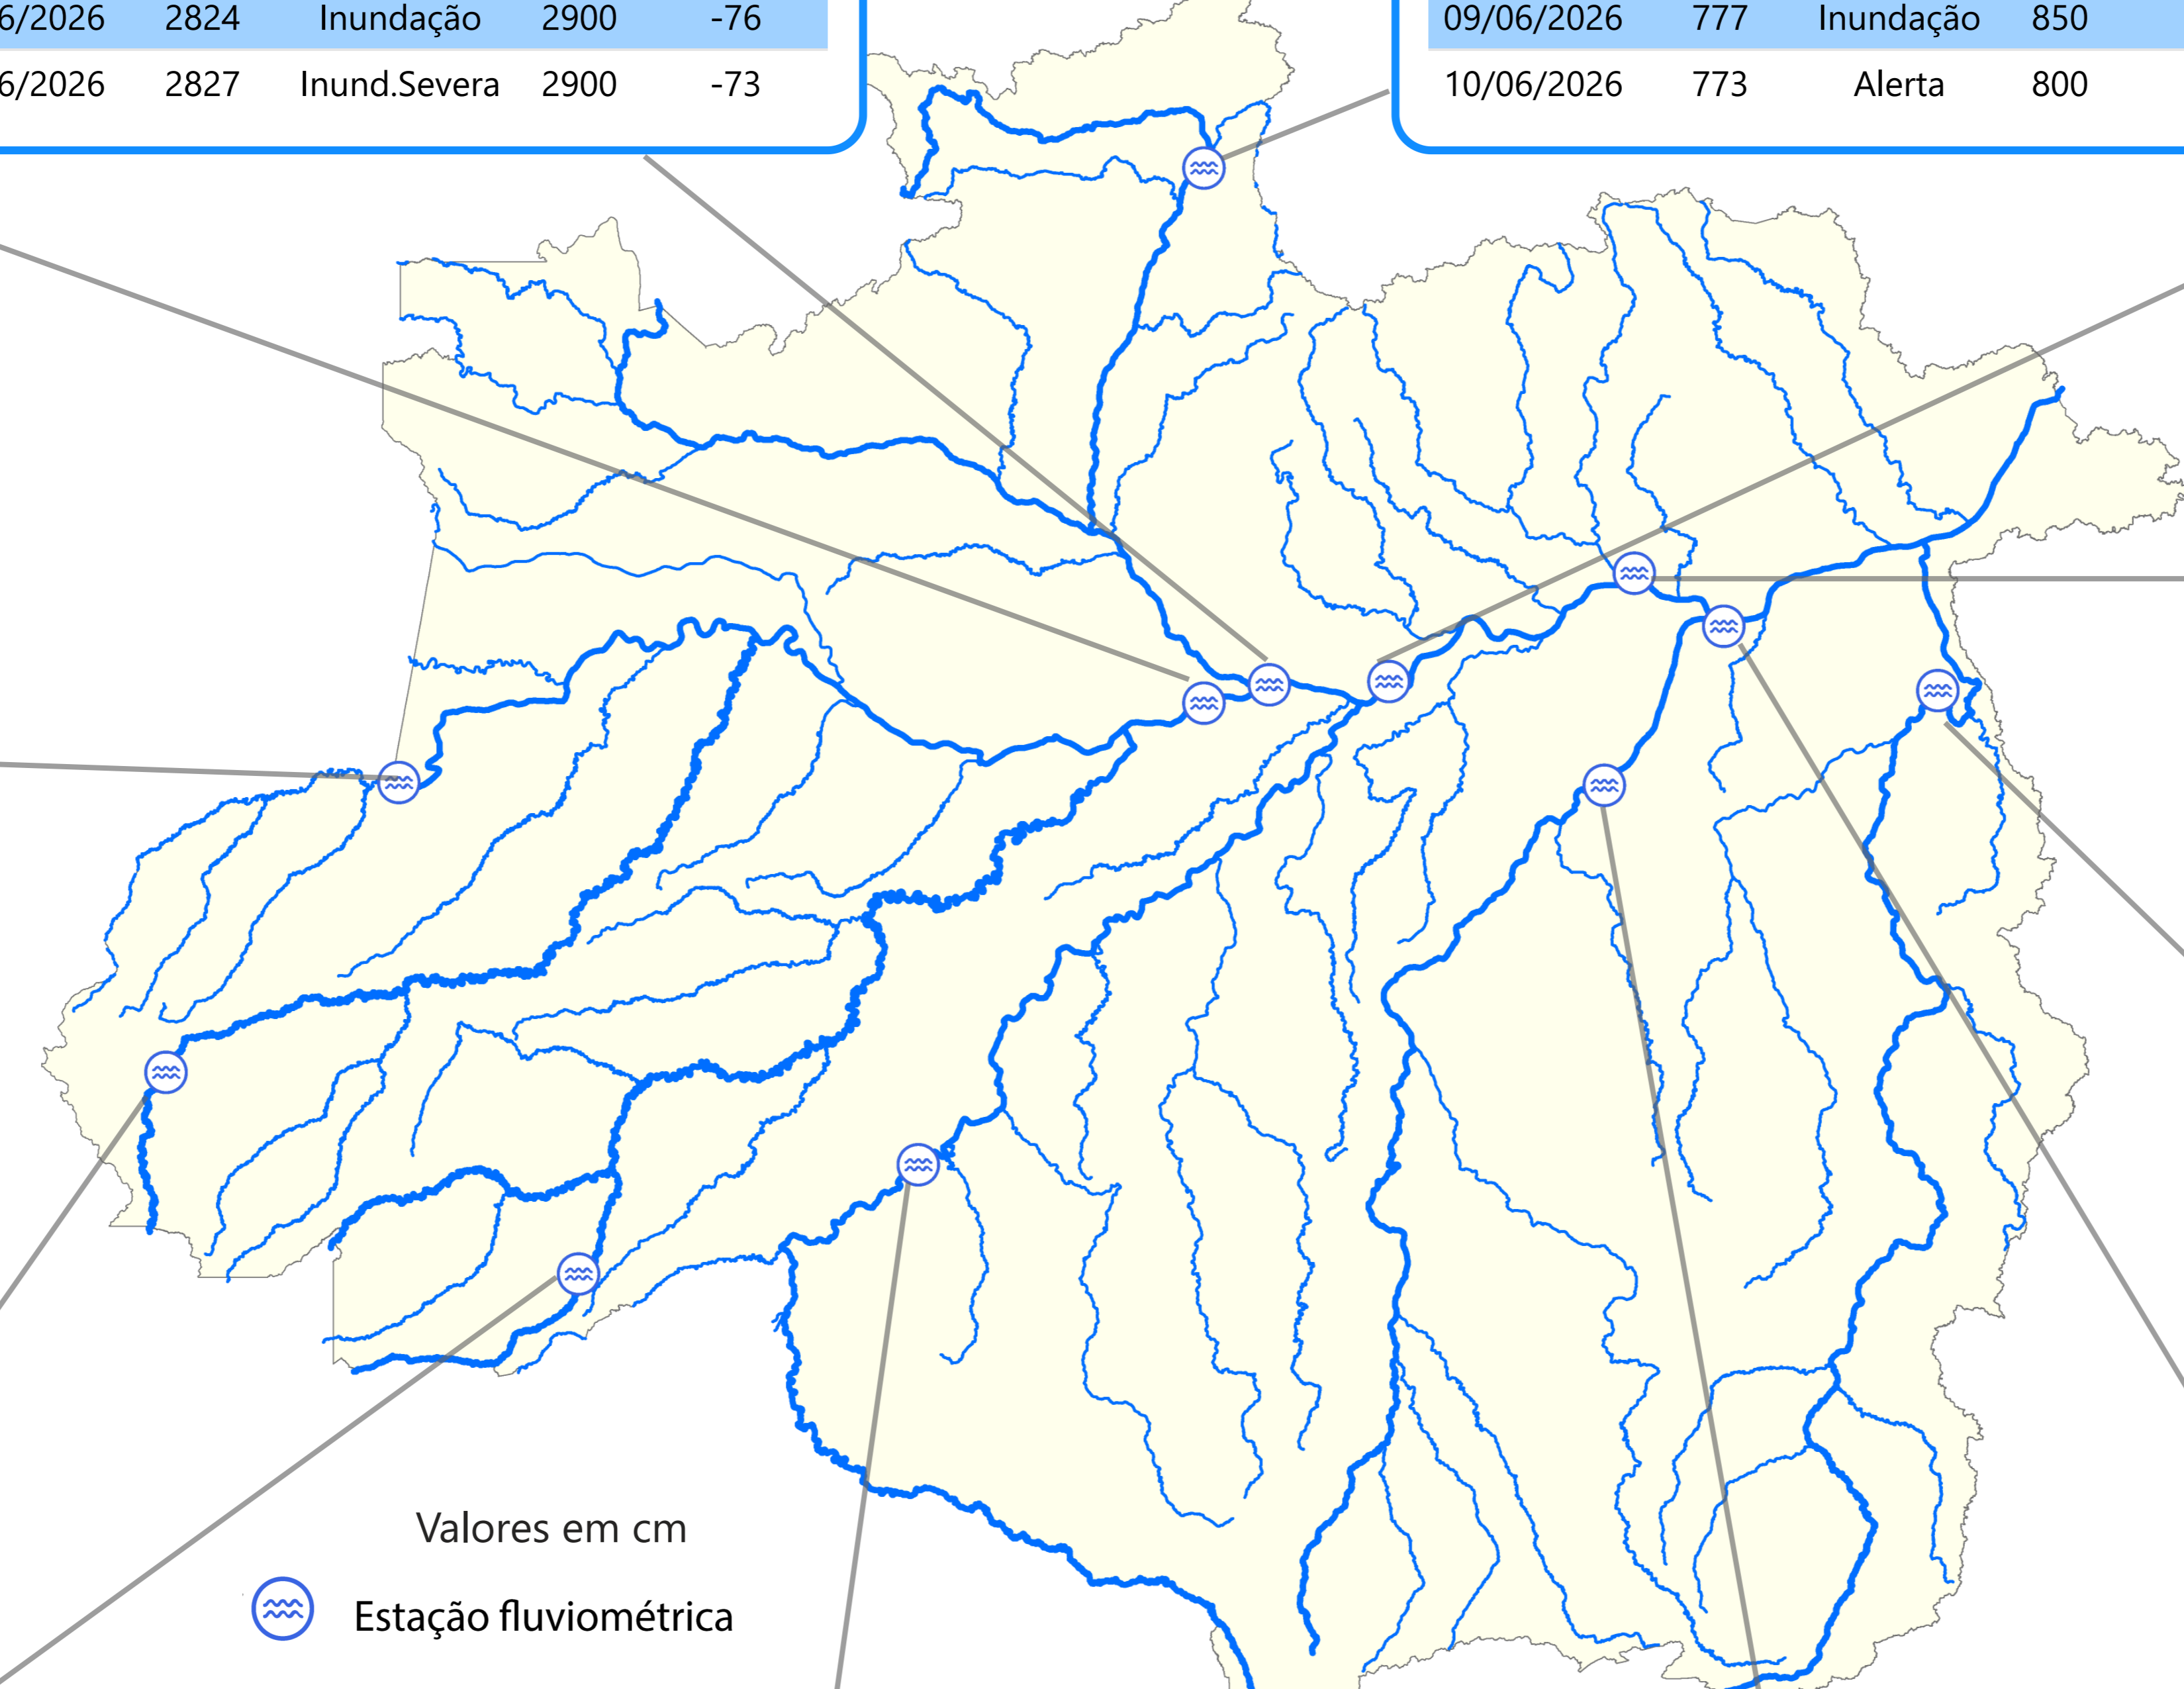 6/2026 2824 Inundação 2900 -76
6/2026 2827 Inund.Severa 2900 -73
09/06/2026 777 Inundação 850
10/06/2026 773 Alerta 800
Valores em cm
Estação fluviométrica